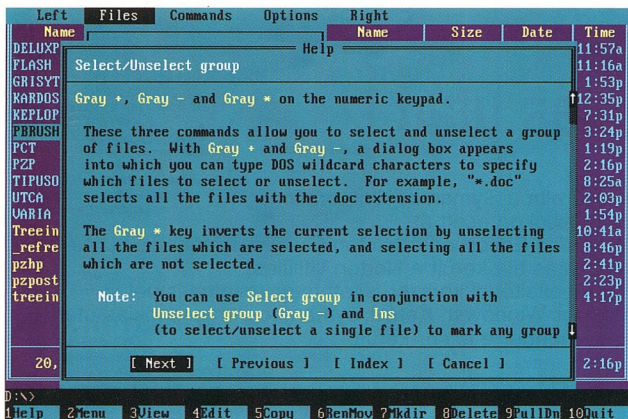 Left Files Commands Options Right
Name Name Size Date Time
Help
DELUXP 11:57a
FLASH Select/Unselect group 11:16a
GRISYT 1:53p
KARDOS Gray +, Gray - and Gray * on the numeric keypad. 12:35p
KEPLOP 7:31p
PBRUSH These three commands allow you to select and unselect a group 3:24p
PCT of files. With Gray + and Gray -, a dialog box appears 1:19p
PZP into which you can type DOS wildcard characters to specify 2:16p
TIPUSO which files to select or unselect. For example, "*.doc" 8:25a
UTCA selects all the files with the .doc extension. 2:03p
VARIA 1:54p
Treein The Gray * key inverts the current selection by unselecting 10:41a
_refre all the files which are selected, and selecting all the files 8:46p
pzhp which are not selected. 2:41p
pzpost 2:23p
treein Note: You can use Select group in conjunction with 4:17p
Unselect group (Gray -) and Ins
(to select/unselect a single file) to mark any group
20, [ Next ] [ Previous ] [ Index ] [ Cancel ] 2:16p
D:\>
1Help 2Menu 3View 4Edit 5Copy 6RenMov 7Mkdir 8Delete 9PullDn 10Quit